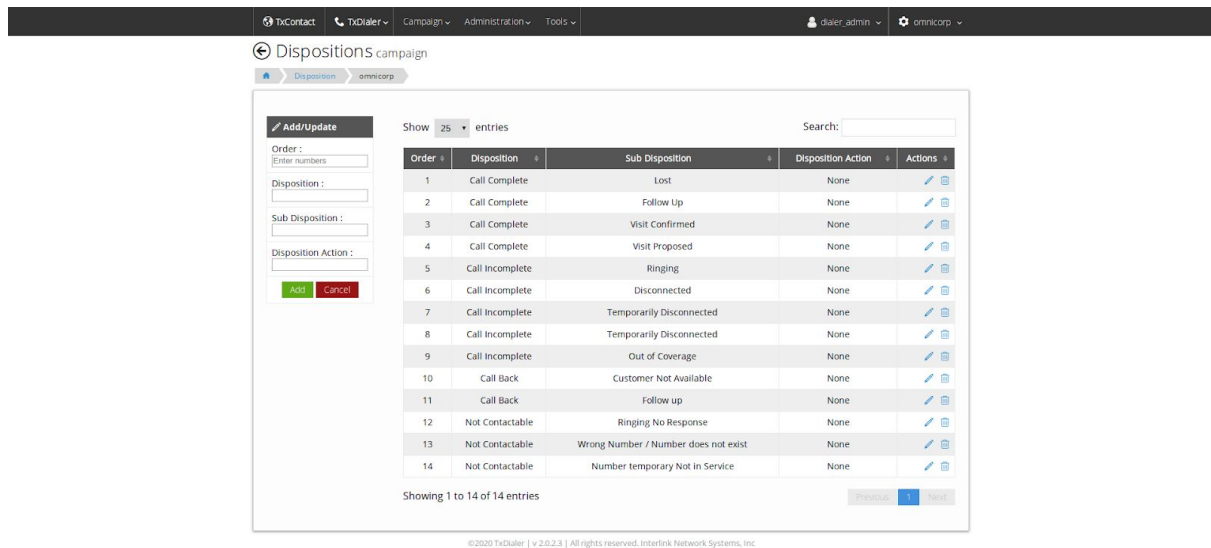 TxContact TxDialer Campaign Administration Tools dialer_admin omnicorp
Dispositions campaign
Disposition omnicorp
Add/Update
Order :
Enter numbers
Disposition :
Sub Disposition :
Disposition Action :
Add Cancel
Show 25 entries Search:
Order Disposition Sub Disposition Disposition Action Actions
1 Call Complete Lost None
2 Call Complete Follow Up None
3 Call Complete Visit Confirmed None
4 Call Complete Visit Proposed None
5 Call Incomplete Ringing None
6 Call Incomplete Disconnected None
7 Call Incomplete Temporarily Disconnected None
8 Call Incomplete Temporarily Disconnected None
9 Call Incomplete Out of Coverage None
10 Call Back Customer Not Available None
11 Call Back Follow up None
12 Not Contactable Ringing No Response None
13 Not Contactable Wrong Number / Number does not exist None
14 Not Contactable Number temporary Not in Service None
Showing 1 to 14 of 14 entries Previous 1 Next
©2020 TxDialer | v 2.0.2.3 | All rights reserved. Interlink Network Systems, Inc